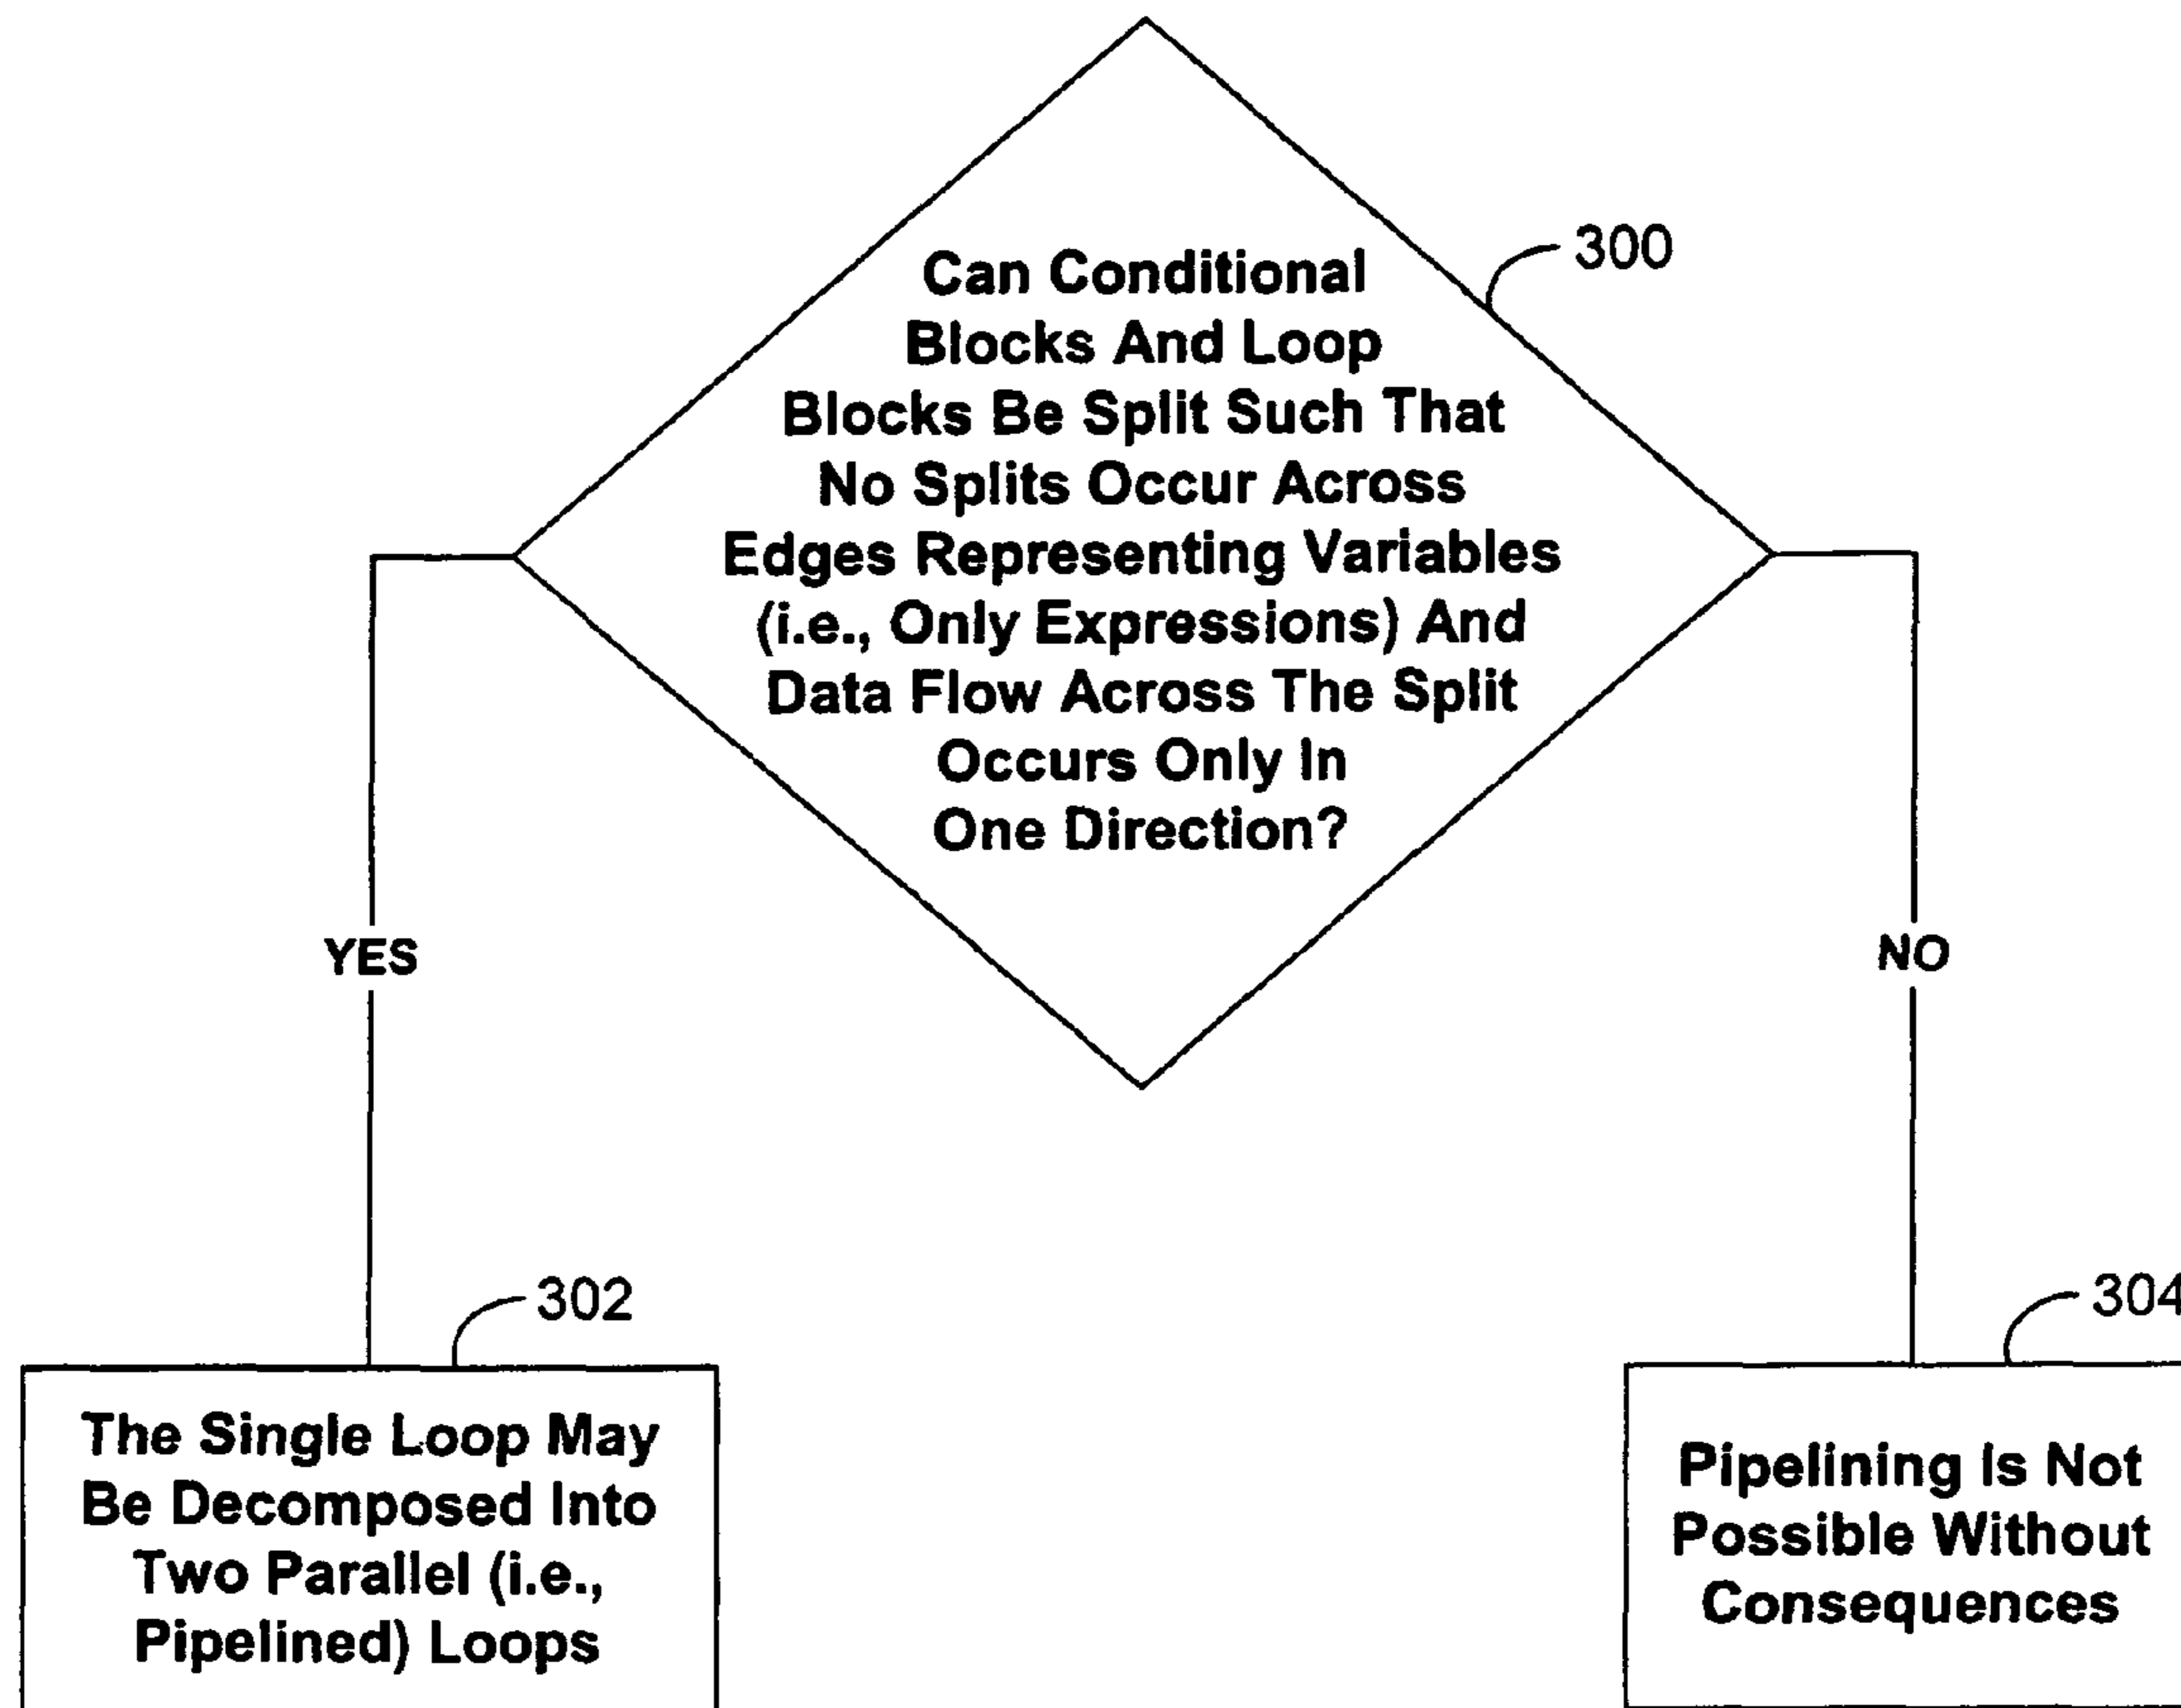 Can Conditional
Blocks And Loop
Blocks Be Split Such That
No Splits Occur Across
Edges Representing Variables
(i.e., Only Expressions) And
Data Flow Across The Split
Occurs Only In
One Direction?
300
YES
NO
302
304
The Single Loop May
Be Decomposed Into
Two Parallel (i.e.,
Pipelined) Loops
Pipelining Is Not
Possible Without
Consequences